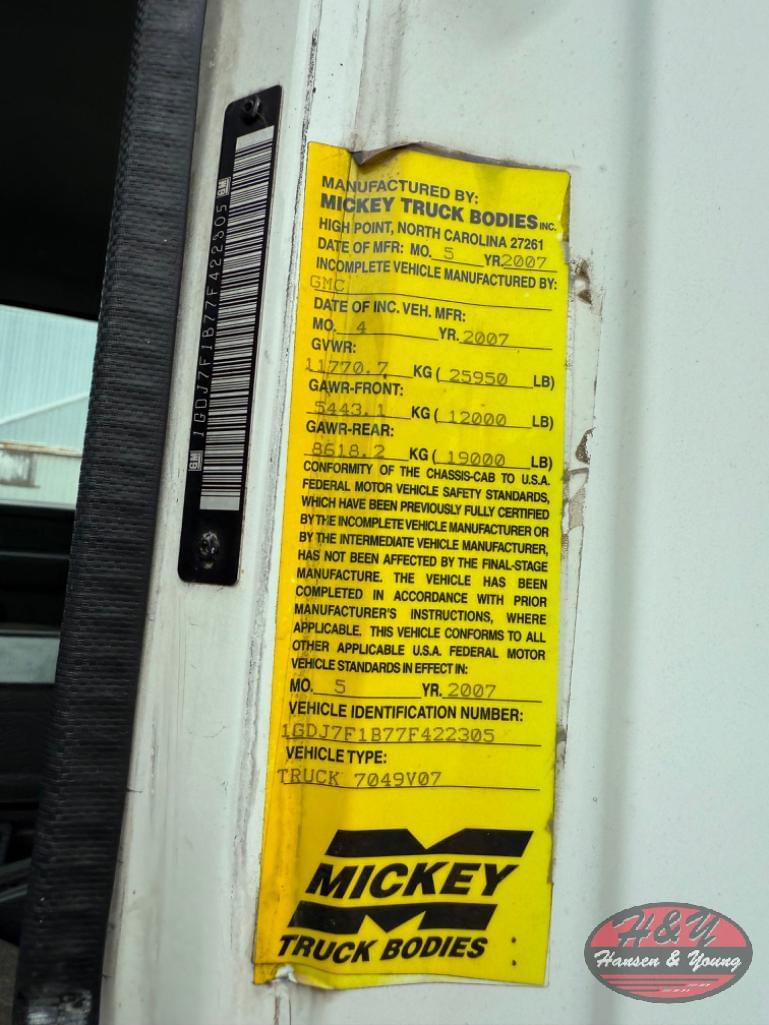 GM 1GDJ7F1B77F422305 GM
MANUFACTURED BY:
MICKEY TRUCK BODIES INC.
HIGH POINT, NORTH CAROLINA 27261
DATE OF MFR: MO. 5 YR. 2007
INCOMPLETE VEHICLE MANUFACTURED BY:
GMC
DATE OF INC. VEH. MFR:
MO. 4 YR. 2007
GVWR:
11770.7 KG ( 25950 LB)
GAWR-FRONT:
5443.1 KG ( 12000 LB)
GAWR-REAR:
8618.2 KG ( 19000 LB)
CONFORMITY OF THE CHASSIS-CAB TO U.S.A.
FEDERAL MOTOR VEHICLE SAFETY STANDARDS,
WHICH HAVE BEEN PREVIOUSLY FULLY CERTIFIED
BY THE INCOMPLETE VEHICLE MANUFACTURER OR
BY THE INTERMEDIATE VEHICLE MANUFACTURER,
HAS NOT BEEN AFFECTED BY THE FINAL-STAGE
MANUFACTURE. THE VEHICLE HAS BEEN
COMPLETED IN ACCORDANCE WITH PRIOR
MANUFACTURER'S INSTRUCTIONS, WHERE
APPLICABLE. THIS VEHICLE CONFORMS TO ALL
OTHER APPLICABLE U.S.A. FEDERAL MOTOR
VEHICLE STANDARDS IN EFFECT IN:
MO. 5 YR. 2007
VEHICLE IDENTIFICATION NUMBER:
1GDJ7F1B77F422305
VEHICLE TYPE:
TRUCK 7049V07
MICKEY
TRUCK BODIES
H&Y
Hansen & Young